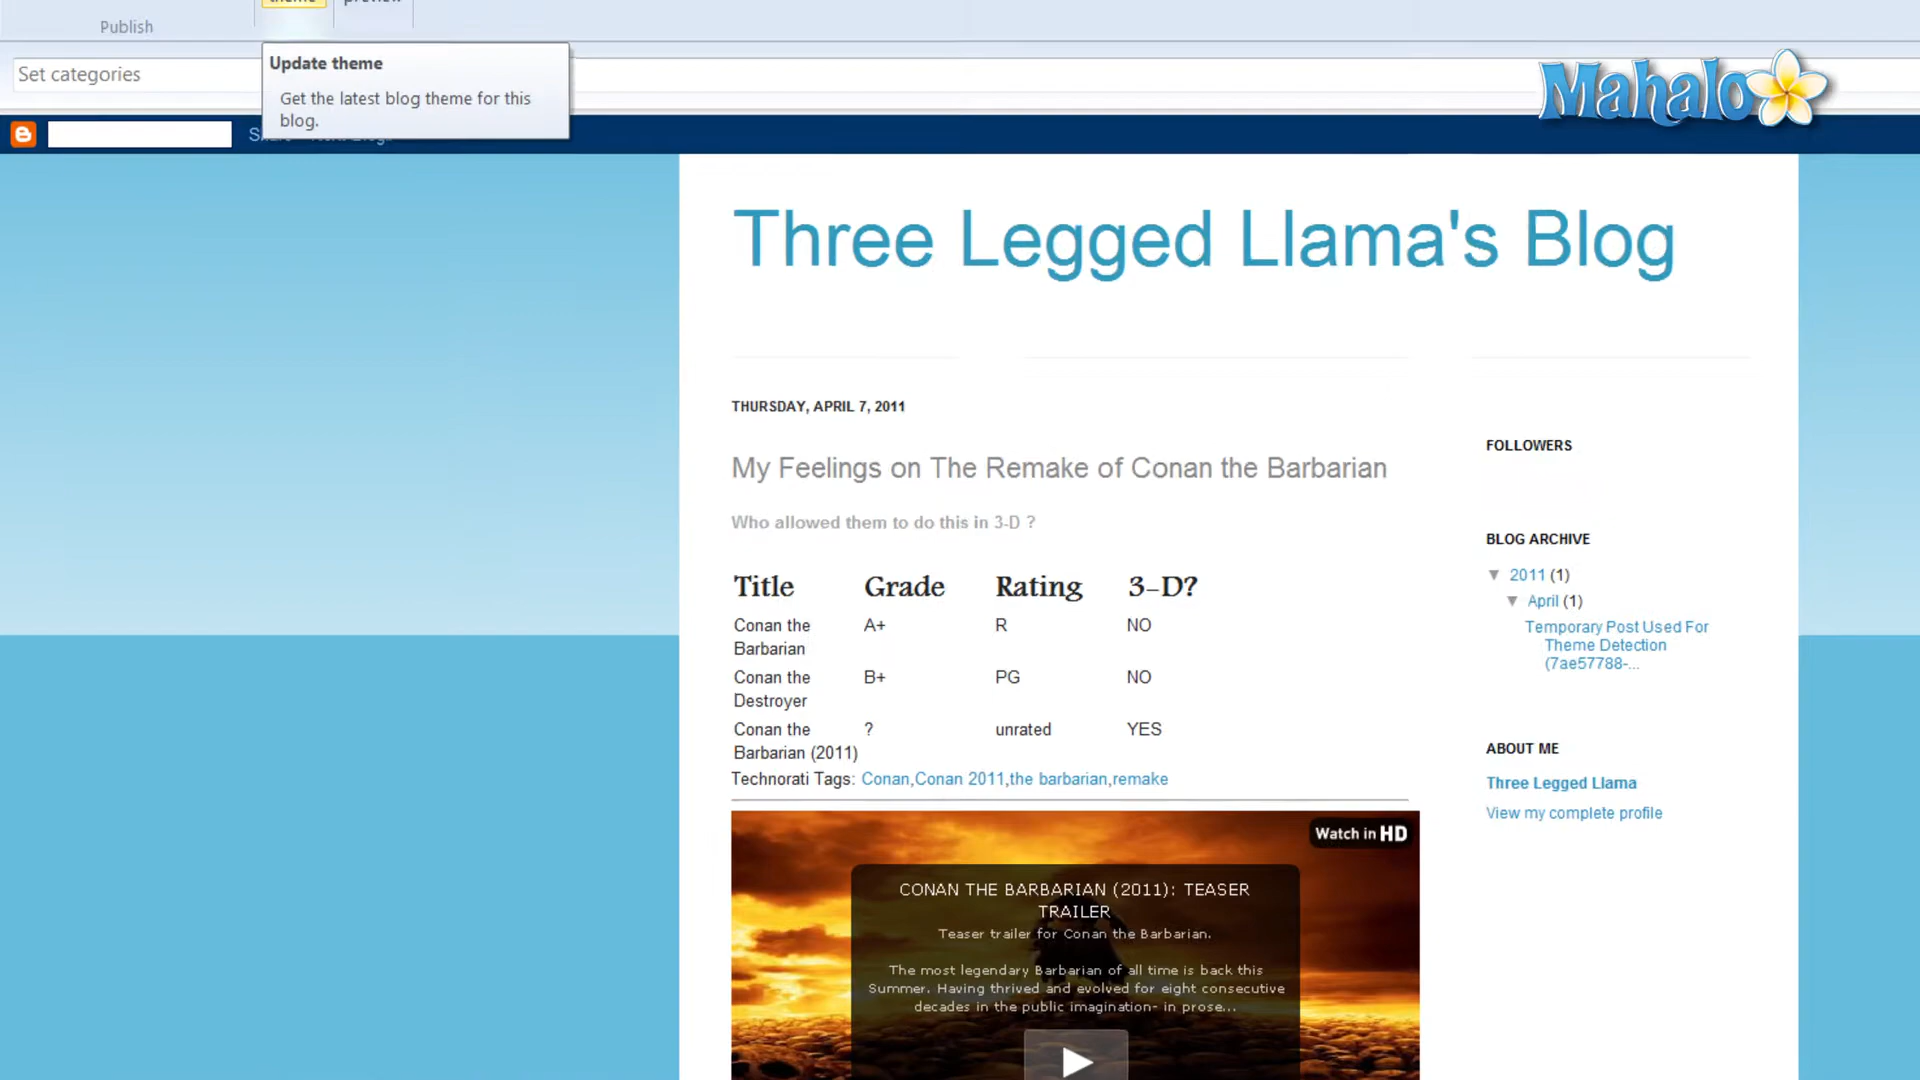 theme
preview
Publish
Update theme
Get the latest blog theme for this
blog.
Set categories
Mahalo
Three Legged Llama's Blog
THURSDAY, APRIL 7, 2011
My Feelings on The Remake of Conan the Barbarian
Who allowed them to do this in 3-D ?
Title Grade Rating 3-D?
Conan the A+ R NO
Barbarian
Conan the B+ PG NO
Destroyer
Conan the ? unrated YES
Barbarian (2011)
Technorati Tags: Conan,Conan 2011,the barbarian,remake
Watch in HD
CONAN THE BARBARIAN (2011): TEASER
TRAILER
Teaser trailer for Conan the Barbarian.
The most legendary Barbarian of all time is back this
Summer. Having thrived and evolved for eight consecutive
decades in the public imagination- in prose...
FOLLOWERS
BLOG ARCHIVE
▼ 2011 (1)
▼ April (1)
Temporary Post Used For
Theme Detection
(7ae57788-...
ABOUT ME
Three Legged Llama
View my complete profile